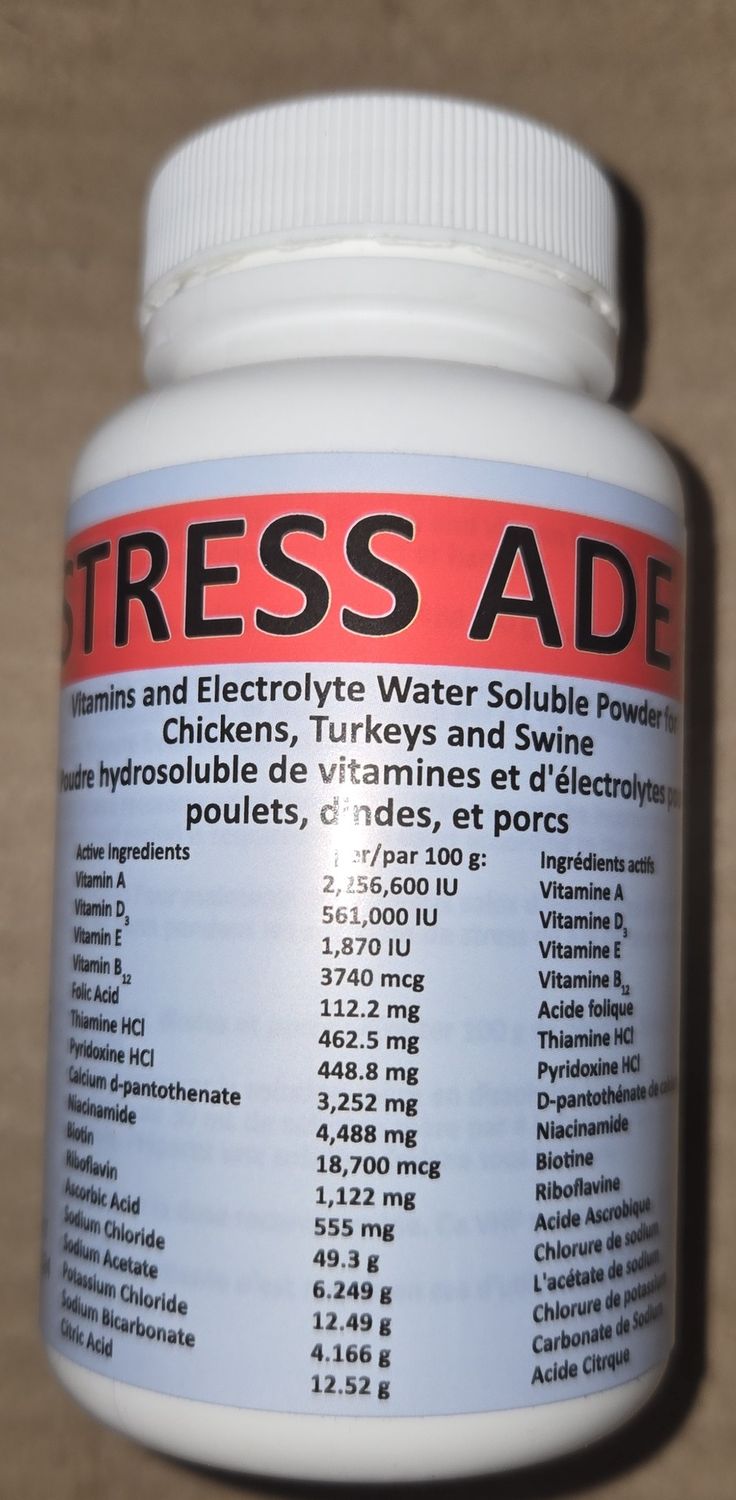 STRESS ADE
Vitamins and Electrolyte Water Soluble Powder for
Chickens, Turkeys and Swine
Poudre hydrosoluble de vitamines et d'électrolytes
poulets, dindes, et porcs
Active Ingredients per/par 100 g: Ingrédients actifs
Vitamin A IU Vitamine A
Vitamin D3 561,000 IU Vitamine D3
Vitamin E 1,870 IU Vitamine E
Vitamin B12 3740 mcg Vitamine B12
Folic Acid 112.2 mg Acide folique
Thiamine HCl 462.5 mg Thiamine HCl
Pyridoxine HCl 448.8 mg Pyridoxine HCl
Calcium d-pantothenate 3,252 mg D-pantothénate de
Niacinamide 4,488 mg Niacinamide
Biotin 18,700 mcg Biotine
Riboflavin 1,122 mg Riboflavine
Ascorbic Acid 555 mg Acide Ascrobique
Sodium Chloride 49.3 g Chlorure de sodium
Sodium Acetate 6.249 g L'acétate de sodium
Potassium Chloride 12.49 g Chlorure de potassium
Sodium Bicarbonate 4.166 g Carbonate de Sodium
Citric Acid 12.52 g Acide Citrque